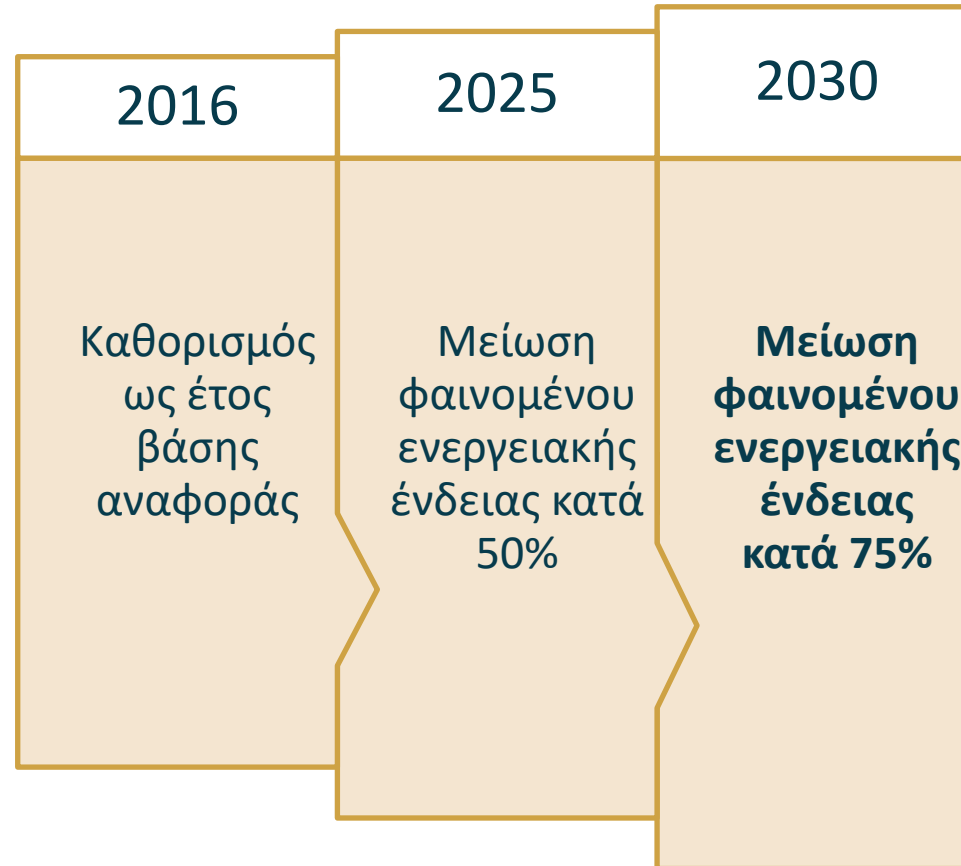 2016
Καθορισμός
ως έτος
βάσης
αναφοράς
2025
Μείωση
φαινομένου
ενεργειακής
ένδειας κατά
50%
2030
Μείωση
φαινομένου
ενεργειακής
ένδειας
κατά 75%